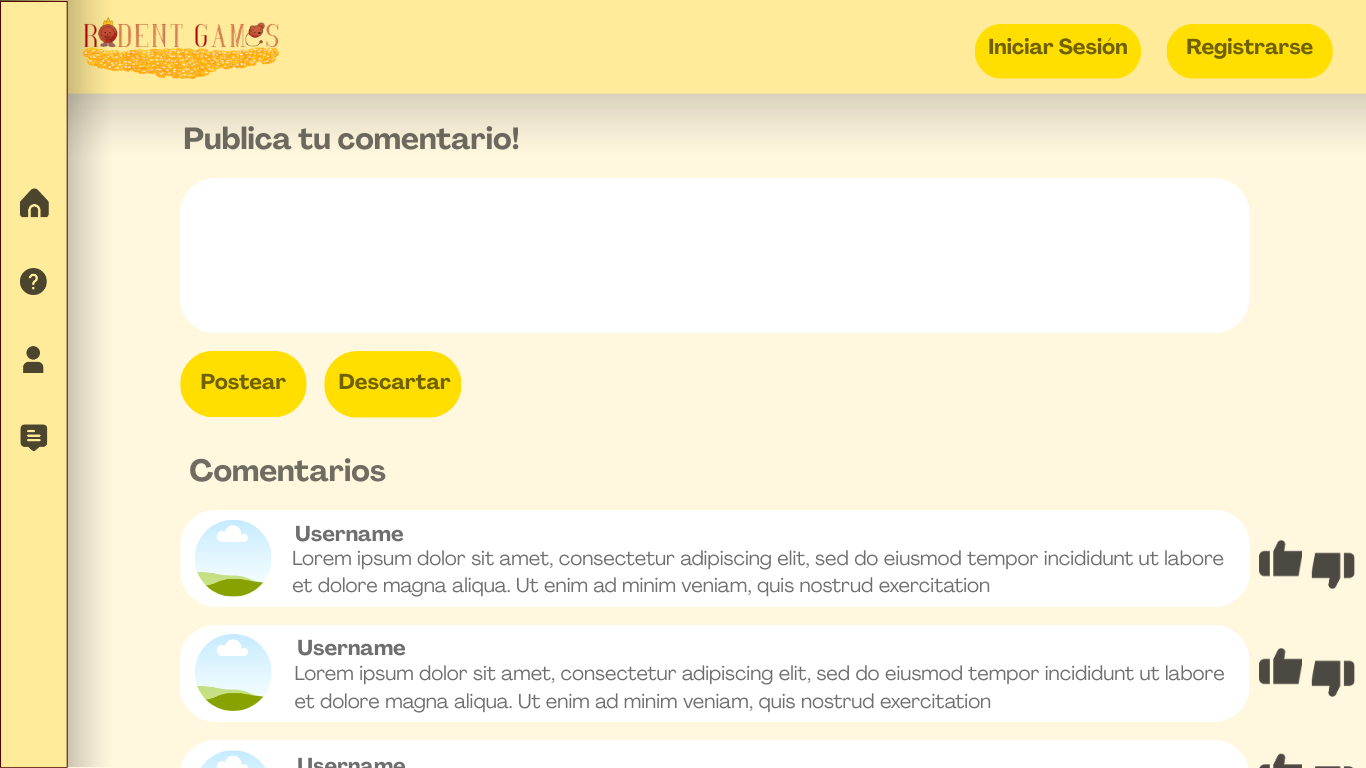 RODENT GAMES
Iniciar Sesión
Registrarse
Publica tu comentario!
Postear
Descartar
Comentarios
Username
Lorem ipsum dolor sit amet, consectetur adipiscing elit, sed do eiusmod tempor incididunt ut labore
et dolore magna aliqua. Ut enim ad minim veniam, quis nostrud exercitation
Username
Lorem ipsum dolor sit amet, consectetur adipiscing elit, sed do eiusmod tempor incididunt ut labore
et dolore magna aliqua. Ut enim ad minim veniam, quis nostrud exercitation
Username